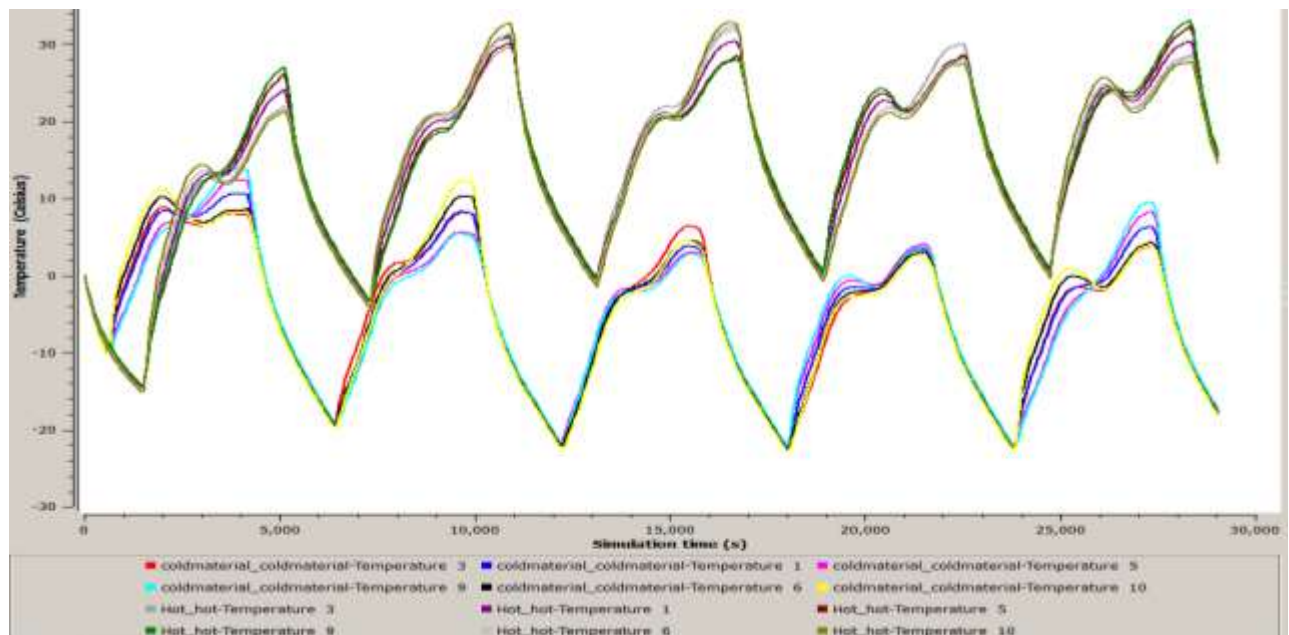 30
20
10
0
-10
-20
-30
Temperature (Celsius)
0 5,000 10,000 15,000 20,000 25,000 30,000
Simulation time (s)
coldmaterial_coldmaterial-Temperature 3 coldmaterial_coldmaterial-Temperature 1 coldmaterial_coldmaterial-Temperature 5
coldmaterial_coldmaterial-Temperature 9 coldmaterial_coldmaterial-Temperature 6 coldmaterial_coldmaterial-Temperature 10
Hot_hot-Temperature 3 Hot_hot-Temperature 1 Hot_hot-Temperature 5
Hot_hot-Temperature 9 Hot_hot-Temperature 6 Hot_hot-Temperature 10